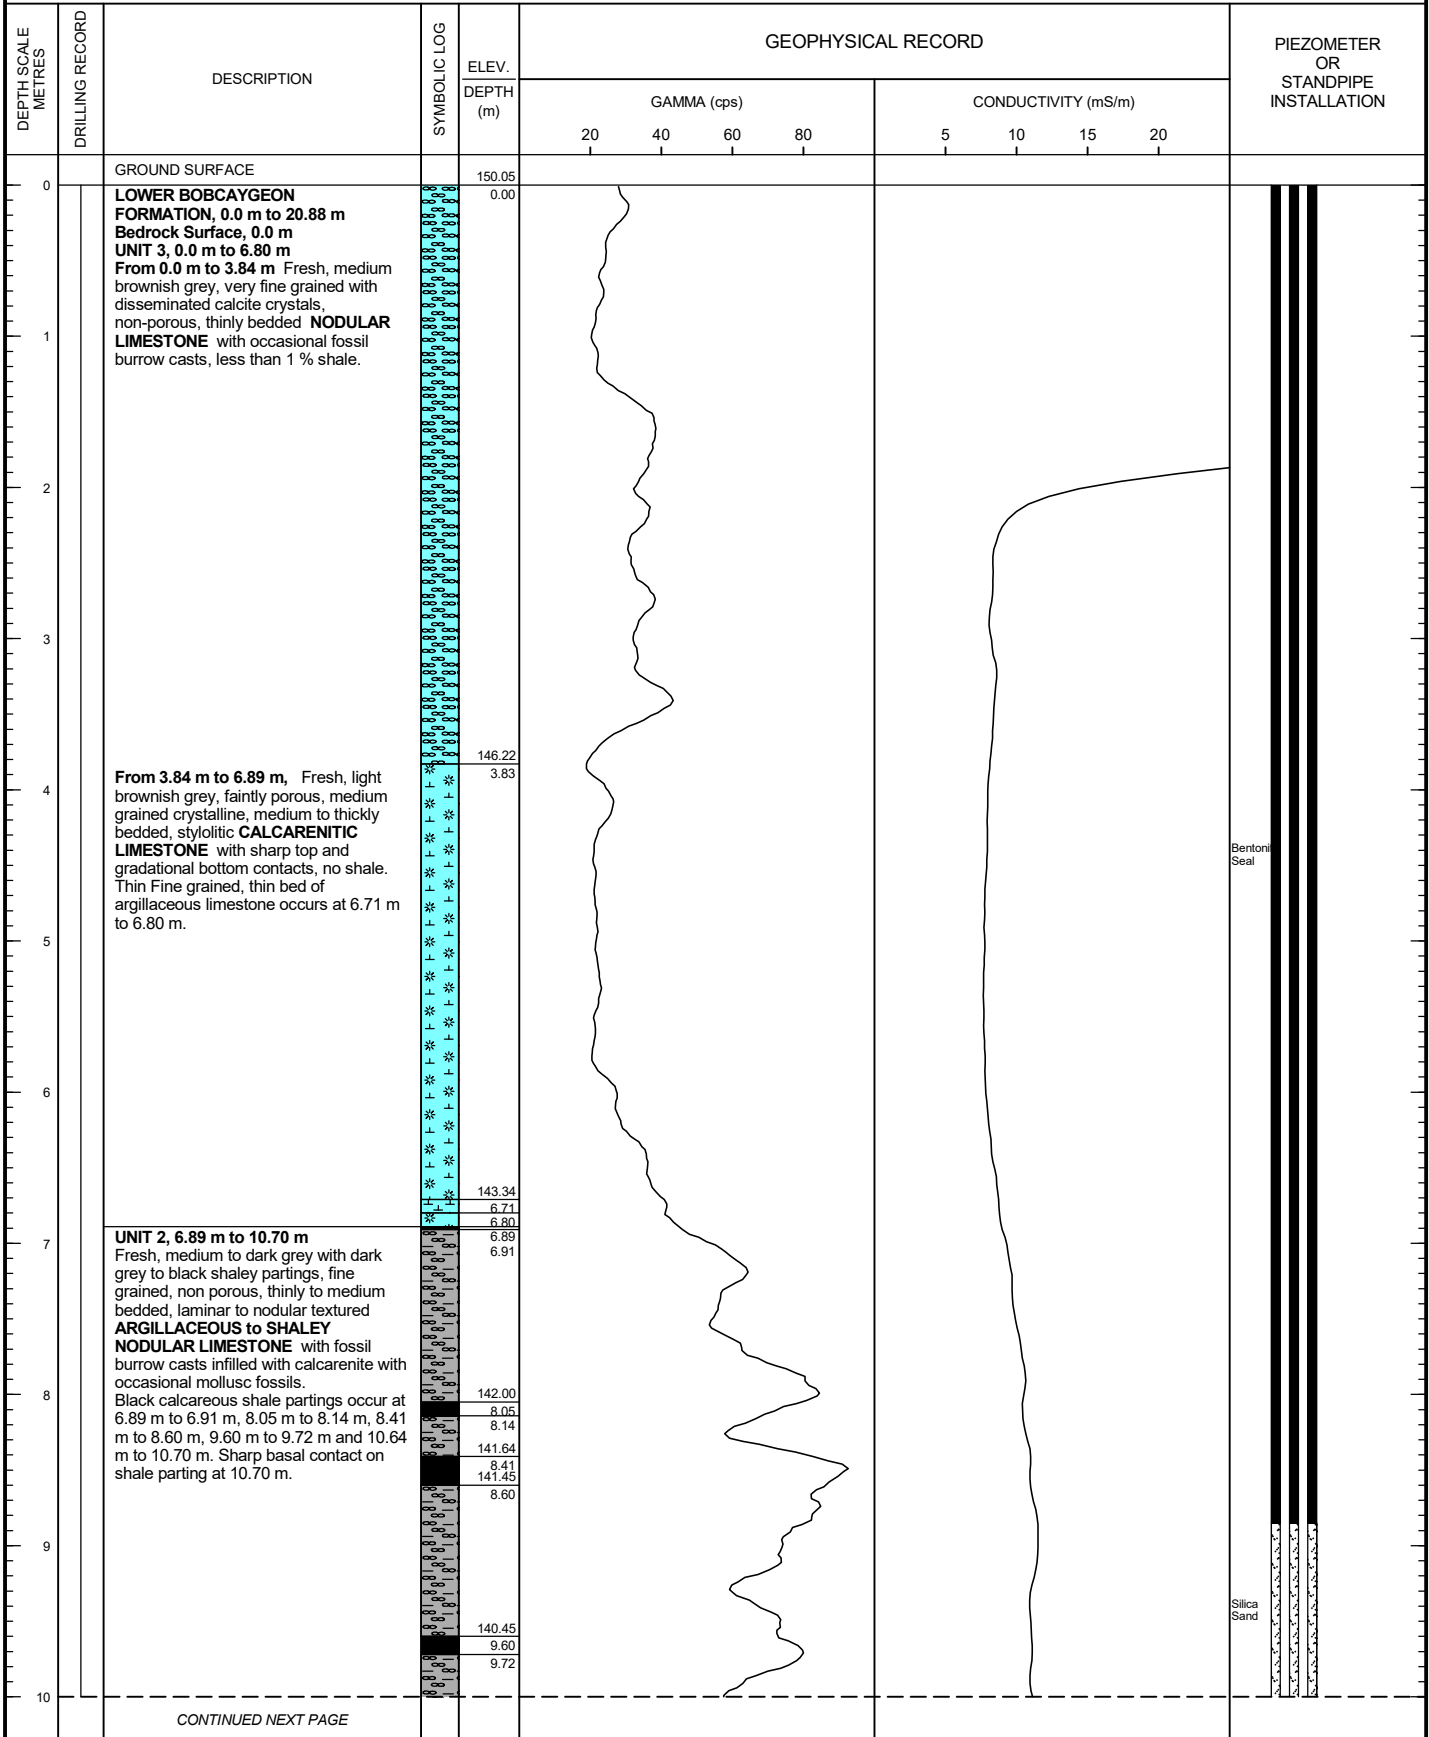 DEPTH SCALE
METRES
DRILLING RECORD
DESCRIPTION
SYMBOLIC LOG
ELEV.
DEPTH
(m)
GEOPHYSICAL RECORD
GAMMA (cps)
20 40 60 80
CONDUCTIVITY (mS/m)
5 10 15 20
PIEZOMETER
OR
STANDPIPE
INSTALLATION
GROUND SURFACE
0
1
2
3
4
5
6
7
8
9
10
LOWER BOBCAYGEON
FORMATION, 0.0 m to 20.88 m
Bedrock Surface, 0.0 m
UNIT 3, 0.0 m to 6.80 m
From 0.0 m to 3.84 m Fresh, medium
brownish grey, very fine grained with
disseminated calcite crystals,
non-porous, thinly bedded NODULAR
LIMESTONE with occasional fossil
burrow casts, less than 1 % shale.
From 3.84 m to 6.89 m, Fresh, light
brownish grey, faintly porous, medium
grained crystalline, medium to thickly
bedded, stylolitic CALCARENITIC
LIMESTONE with sharp top and
gradational bottom contacts, no shale.
Thin Fine grained, thin bed of
argillaceous limestone occurs at 6.71 m
to 6.80 m.
UNIT 2, 6.89 m to 10.70 m
Fresh, medium to dark grey with dark
grey to black shaley partings, fine
grained, non porous, thinly to medium
bedded, laminar to nodular textured
ARGILLACEOUS to SHALEY
NODULAR LIMESTONE with fossil
burrow casts infilled with calcarenite with
occasional mollusc fossils.
Black calcareous shale partings occur at
6.89 m to 6.91 m, 8.05 m to 8.14 m, 8.41
m to 8.60 m, 9.60 m to 9.72 m and 10.64
m to 10.70 m. Sharp basal contact on
shale parting at 10.70 m.
150.05
0.00
146.22
3.83
143.34
6.71
6.80
6.89
6.91
142.00
8.05
8.14
141.64
8.41
141.45
8.60
140.45
9.60
9.72
Bentoni
Seal
Silica
Sand
CONTINUED NEXT PAGE